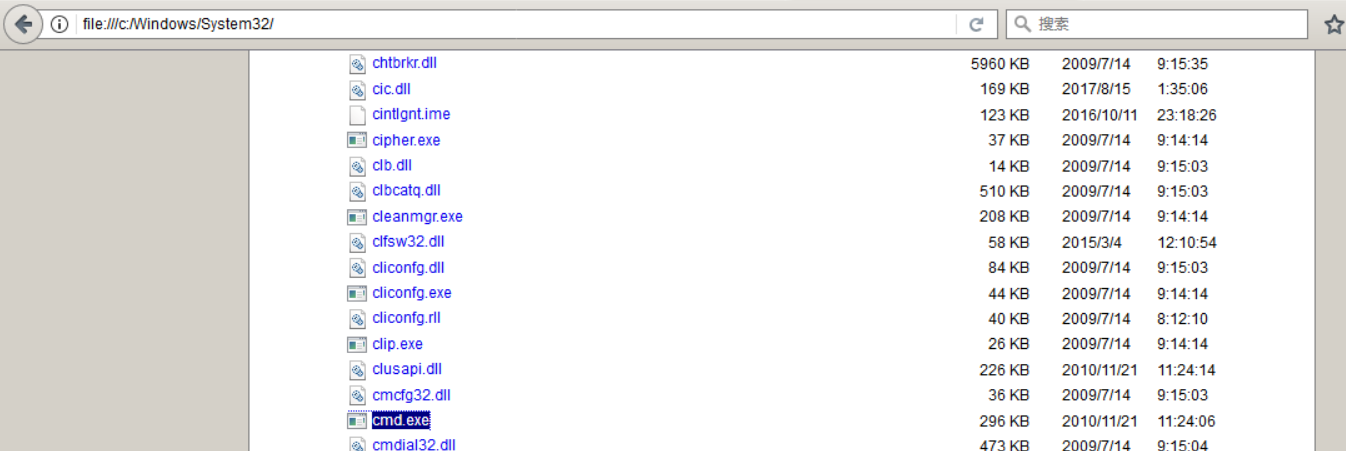 file:///c:/Windows/System32/ 搜索
chtbrkr.dll 5960 KB 2009/7/14 9:15:35
cic.dll 169 KB 2017/8/15 1:35:06
cintlgnt.ime 123 KB 2016/10/11 23:18:26
cipher.exe 37 KB 2009/7/14 9:14:14
clb.dll 14 KB 2009/7/14 9:15:03
clbcatq.dll 510 KB 2009/7/14 9:15:03
cleanmgr.exe 208 KB 2009/7/14 9:14:14
clfsw32.dll 58 KB 2015/3/4 12:10:54
cliconfg.dll 84 KB 2009/7/14 9:15:03
cliconfg.exe 44 KB 2009/7/14 9:14:14
cliconfg.rll 40 KB 2009/7/14 8:12:10
clip.exe 26 KB 2009/7/14 9:14:14
clusapi.dll 226 KB 2010/11/21 11:24:14
cmcfg32.dll 36 KB 2009/7/14 9:15:03
cmd.exe 296 KB 2010/11/21 11:24:06
cmdial32.dll 473 KB 2009/7/14 9:15:04